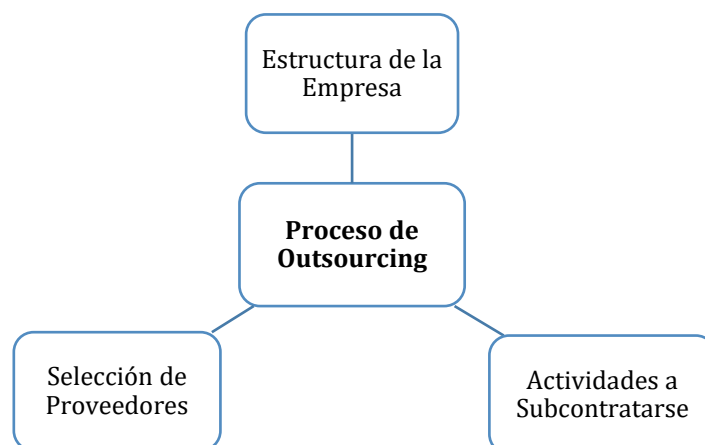 Estructura de la
Empresa
Proceso de
Outsourcing
Selección de
Proveedores
Actividades a
Subcontratarse